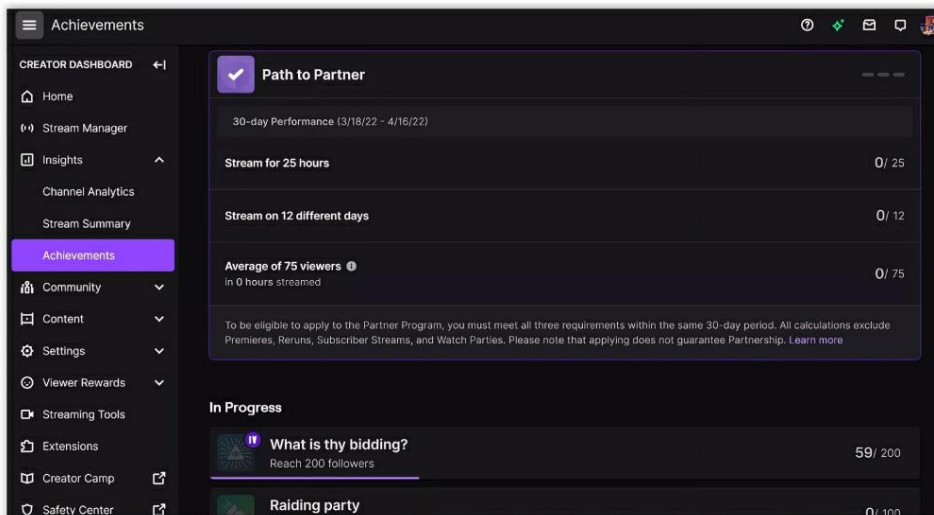 Achievements
CREATOR DASHBOARD
Home
Stream Manager
Insights
Channel Analytics
Stream Summary
Achievements
Community
Content
Settings
Viewer Rewards
Streaming Tools
Extensions
Creator Camp
Safety Center
Path to Partner
30-day Performance (3/18/22 - 4/16/22)
Stream for 25 hours
0/ 25
Stream on 12 different days
0/ 12
Average of 75 viewers
in 0 hours streamed
0/ 75
To be eligible to apply to the Partner Program, you must meet all three requirements within the same 30-day period. All calculations exclude
Premieres, Reruns, Subscriber Streams, and Watch Parties. Please note that applying does not guarantee Partnership. Learn more
In Progress
IV
What is thy bidding?
Reach 200 followers
59/ 200
Raiding party
0/ 100